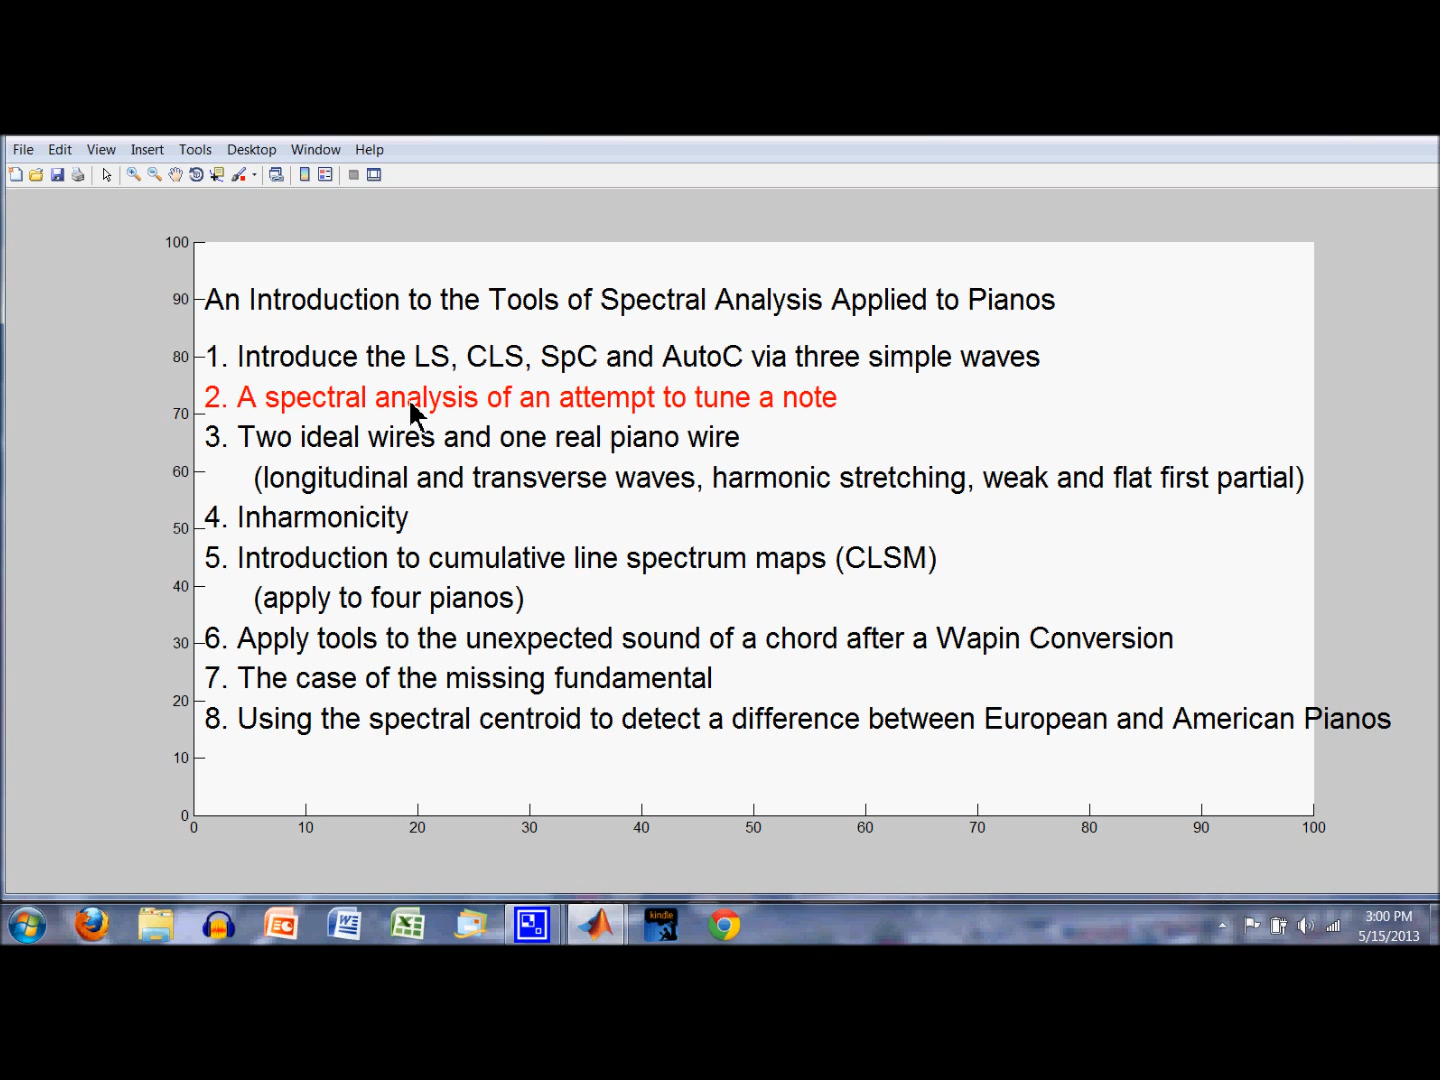 File Edit View Insert Tools Desktop Window Help
100
90
80
70
60
50
40
30
20
10
0
An Introduction to the Tools of Spectral Analysis Applied to Pianos
1. Introduce the LS, CLS, SpC and AutoC via three simple waves
2. A spectral analysis of an attempt to tune a note
3. Two ideal wires and one real piano wire
(longitudinal and transverse waves, harmonic stretching, weak and flat first partial)
4. Inharmonicity
5. Introduction to cumulative line spectrum maps (CLSM)
(apply to four pianos)
6. Apply tools to the unexpected sound of a chord after a Wapin Conversion
7. The case of the missing fundamental
8. Using the spectral centroid to detect a difference between European and American Pianos
0 10 20 30 40 50 60 70 80 90 100
kindle
3:00 PM
5/15/2013